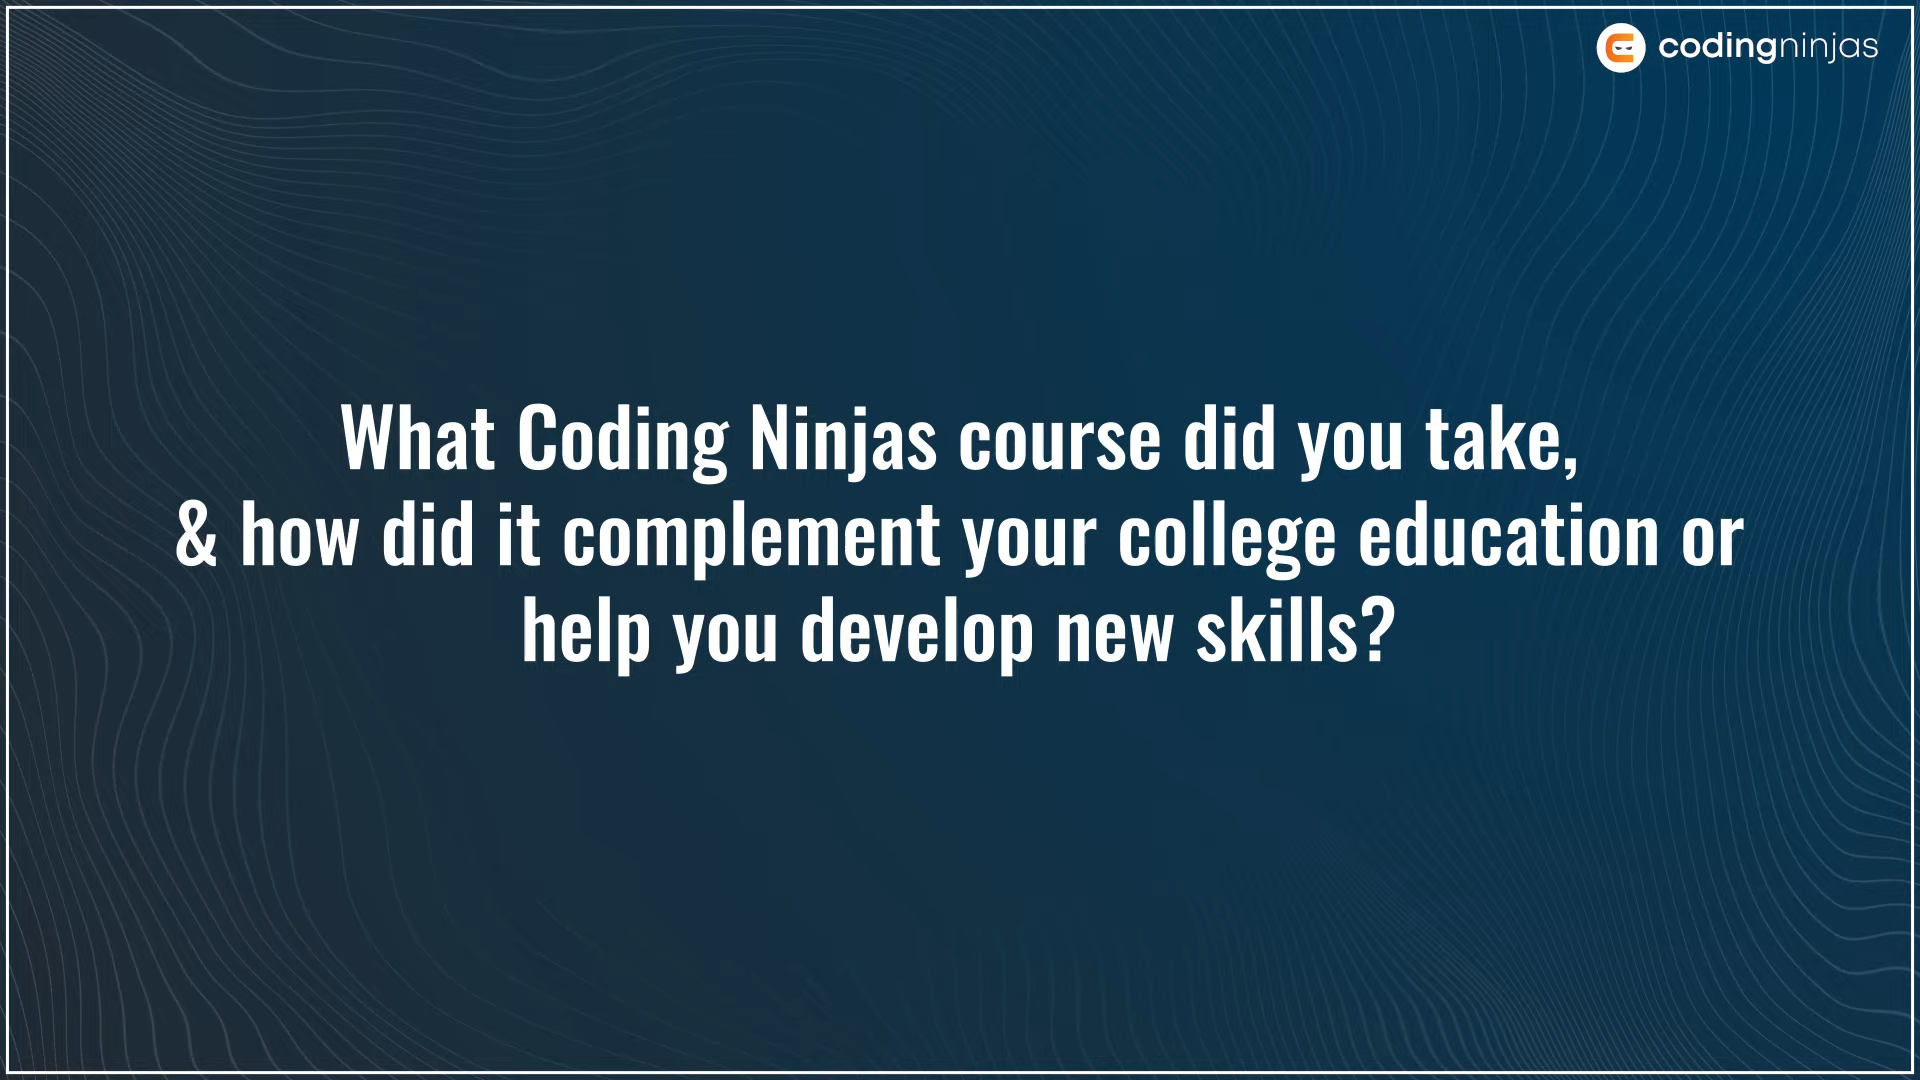 codingninjas
What Coding Ninjas course did you take,
& how did it complement your college education or
help you develop new skills?